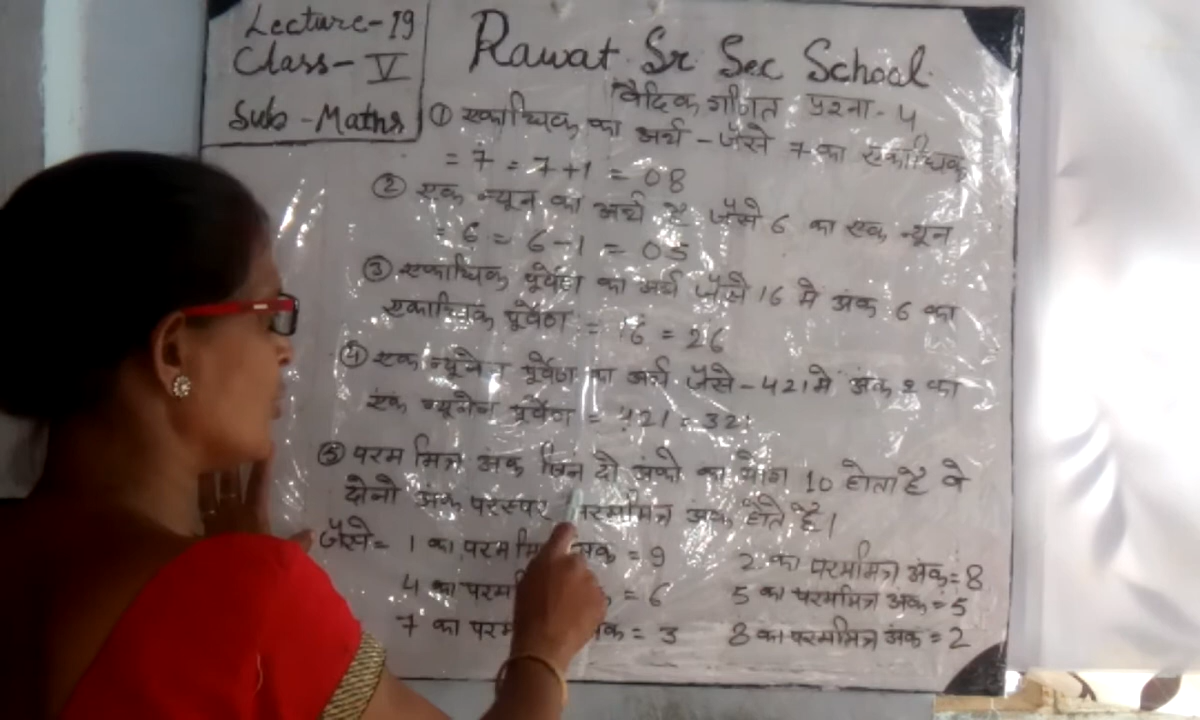 Lecture-19
Class-V
Sub-Maths
Rawat Sr Sec School
वैदिक गणित प्रश्ना-4
① एकाधिक का अर्थ - जैसे 7 का एकाधिक
= 7 = 7+1 = 08
② एक न्यून का अर्थ है जैसे 6 का एक न्यून
= 6 = 6-1 = 05
③ एकाधिक पूर्वेण का अर्थ जैसे 16 मे अंक 6 का
एकाधिक पूर्वेण = 16 = 26
④ एक न्यूनेन पूर्वेण का अर्थ जैसे - 421 मे अंक 2 का
एक न्यूनेन पूर्वेण = 421 = 321
⑤ परम मित्र अंक जिन दो अंको का योग 10 होता है वे
दोनो अंक परस्पर परममित्र अंक होते है।
जैसे = 1 का परम मित्र अंक = 9
2 का परममित्र अंक = 8
4 का परम = 6
5 का परममित्र अंक = 5
7 का परम अंक = 3
8 का परममित्र अंक = 2